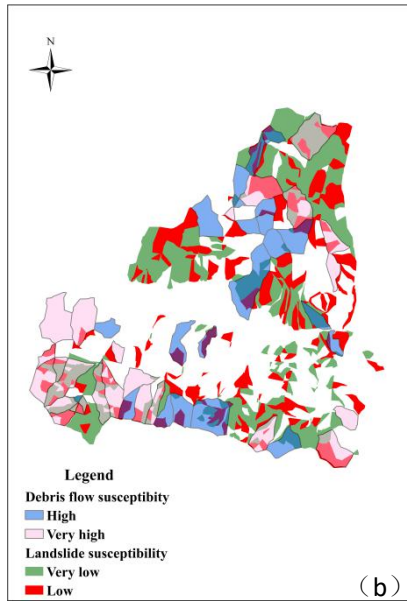 N
Legend
Debris flow susceptibity
High
Very high
Landslide susceptibility
Very low
Low
（b）